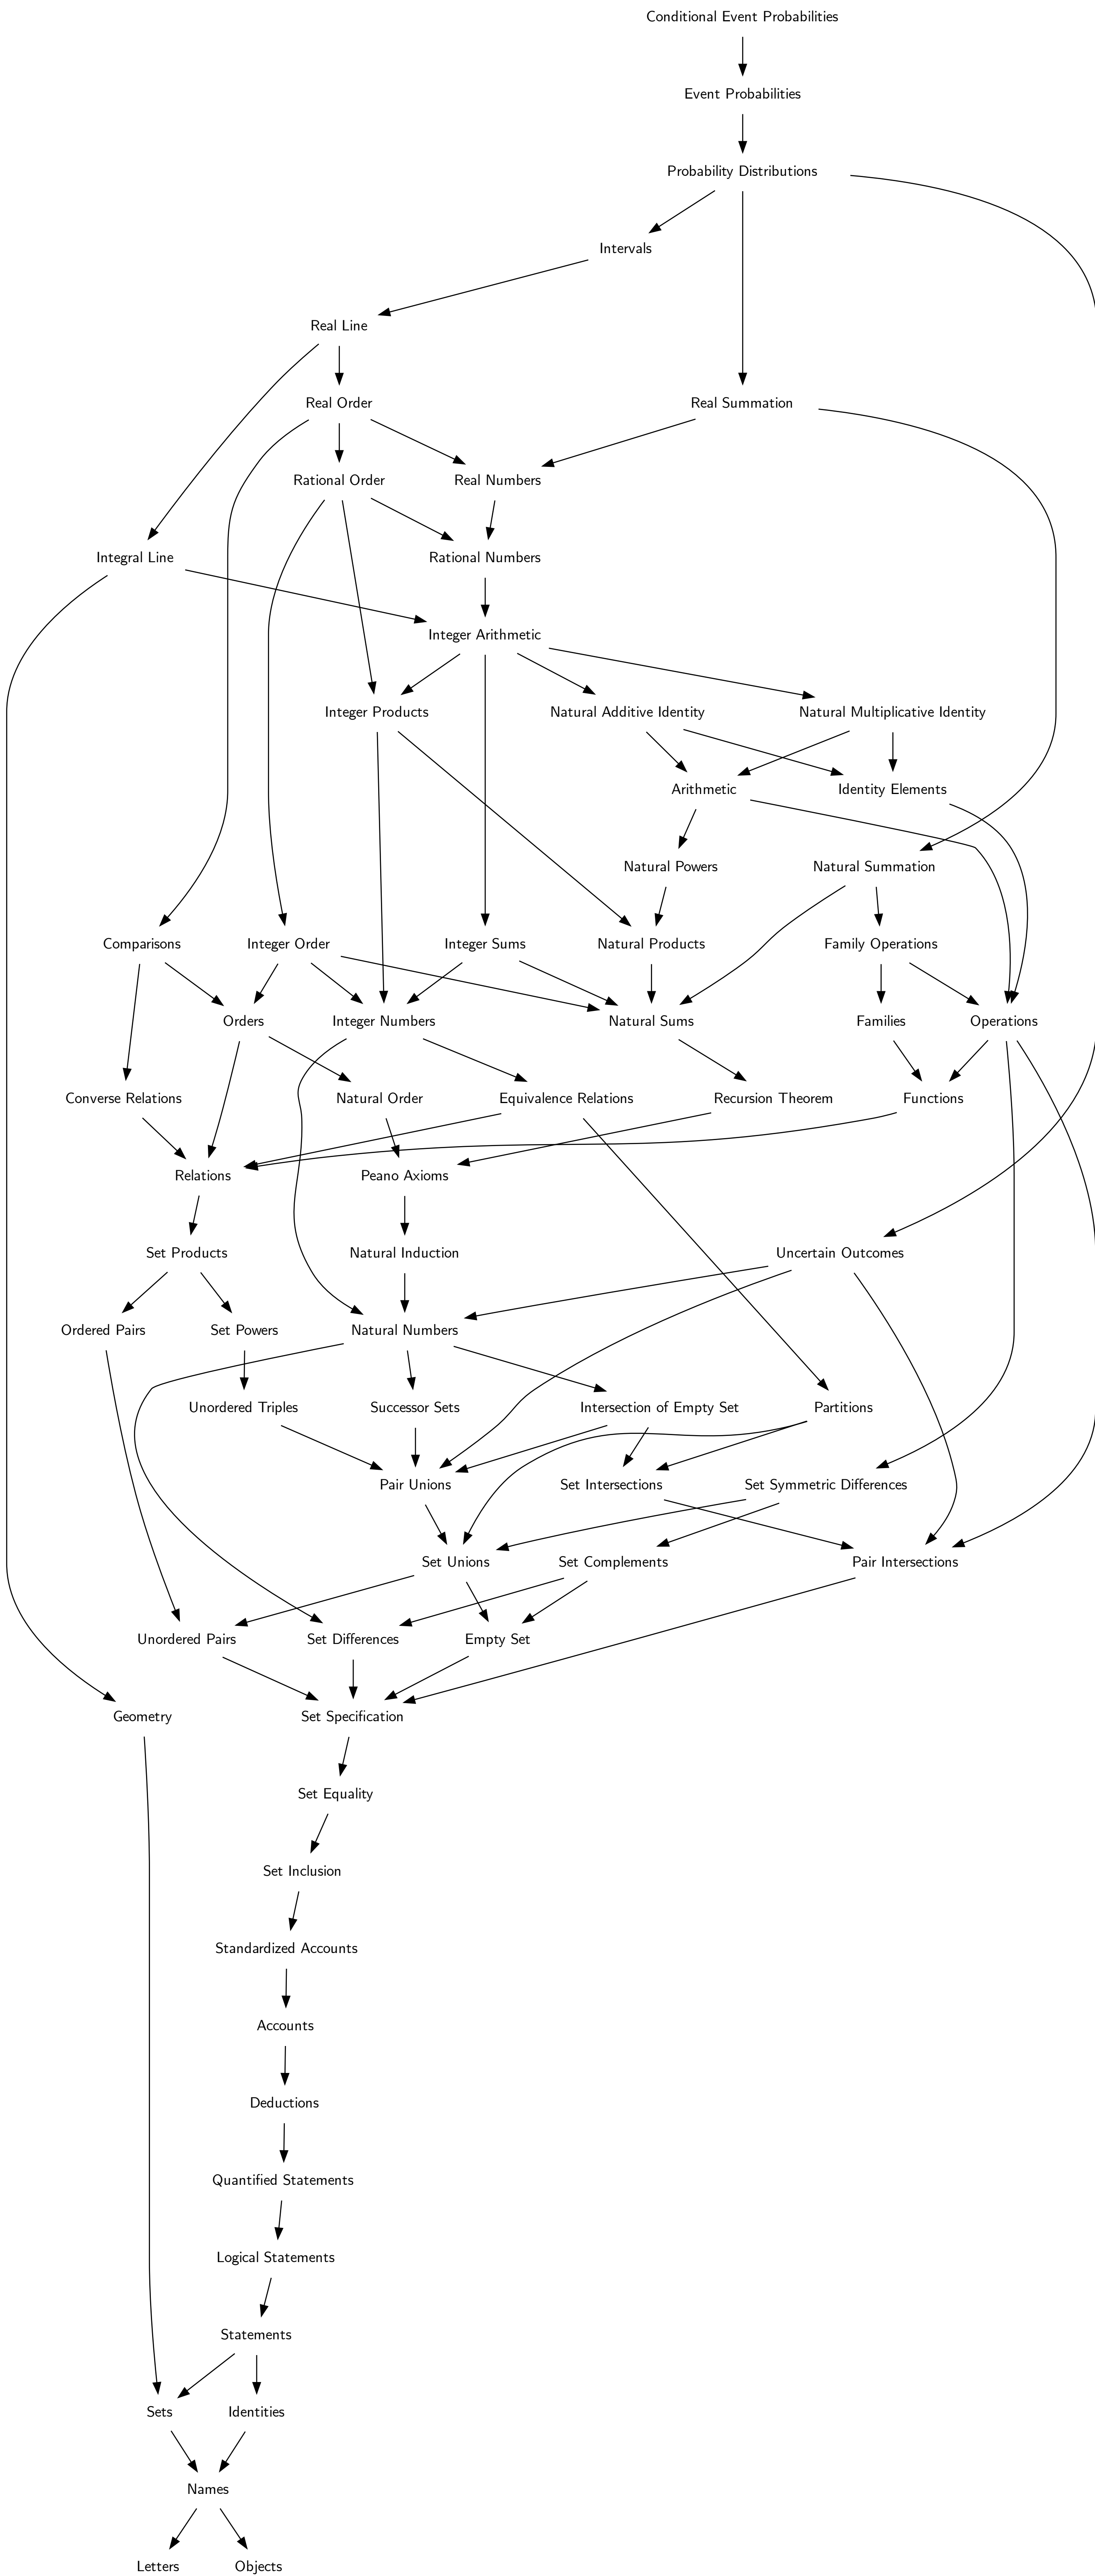 Conditional Event Probabilities
Event Probabilities
Probability Distributions
Intervals
Real Line
Real Order
Real Summation
Rational Order
Real Numbers
Integral Line
Rational Numbers
Integer Arithmetic
Integer Products
Natural Additive Identity
Natural Multiplicative Identity
Arithmetic
Identity Elements
Natural Powers
Natural Summation
Comparisons
Integer Order
Integer Sums
Natural Products
Family Operations
Orders
Integer Numbers
Natural Sums
Families
Operations
Converse Relations
Natural Order
Equivalence Relations
Recursion Theorem
Functions
Relations
Peano Axioms
Set Products
Natural Induction
Uncertain Outcomes
Ordered Pairs
Set Powers
Natural Numbers
Unordered Triples
Successor Sets
Intersection of Empty Set
Partitions
Pair Unions
Set Intersections
Set Symmetric Differences
Set Unions
Set Complements
Pair Intersections
Unordered Pairs
Set Differences
Empty Set
Geometry
Set Specification
Set Equality
Set Inclusion
Standardized Accounts
Accounts
Deductions
Quantified Statements
Logical Statements
Statements
Sets
Identities
Names
Letters
Objects